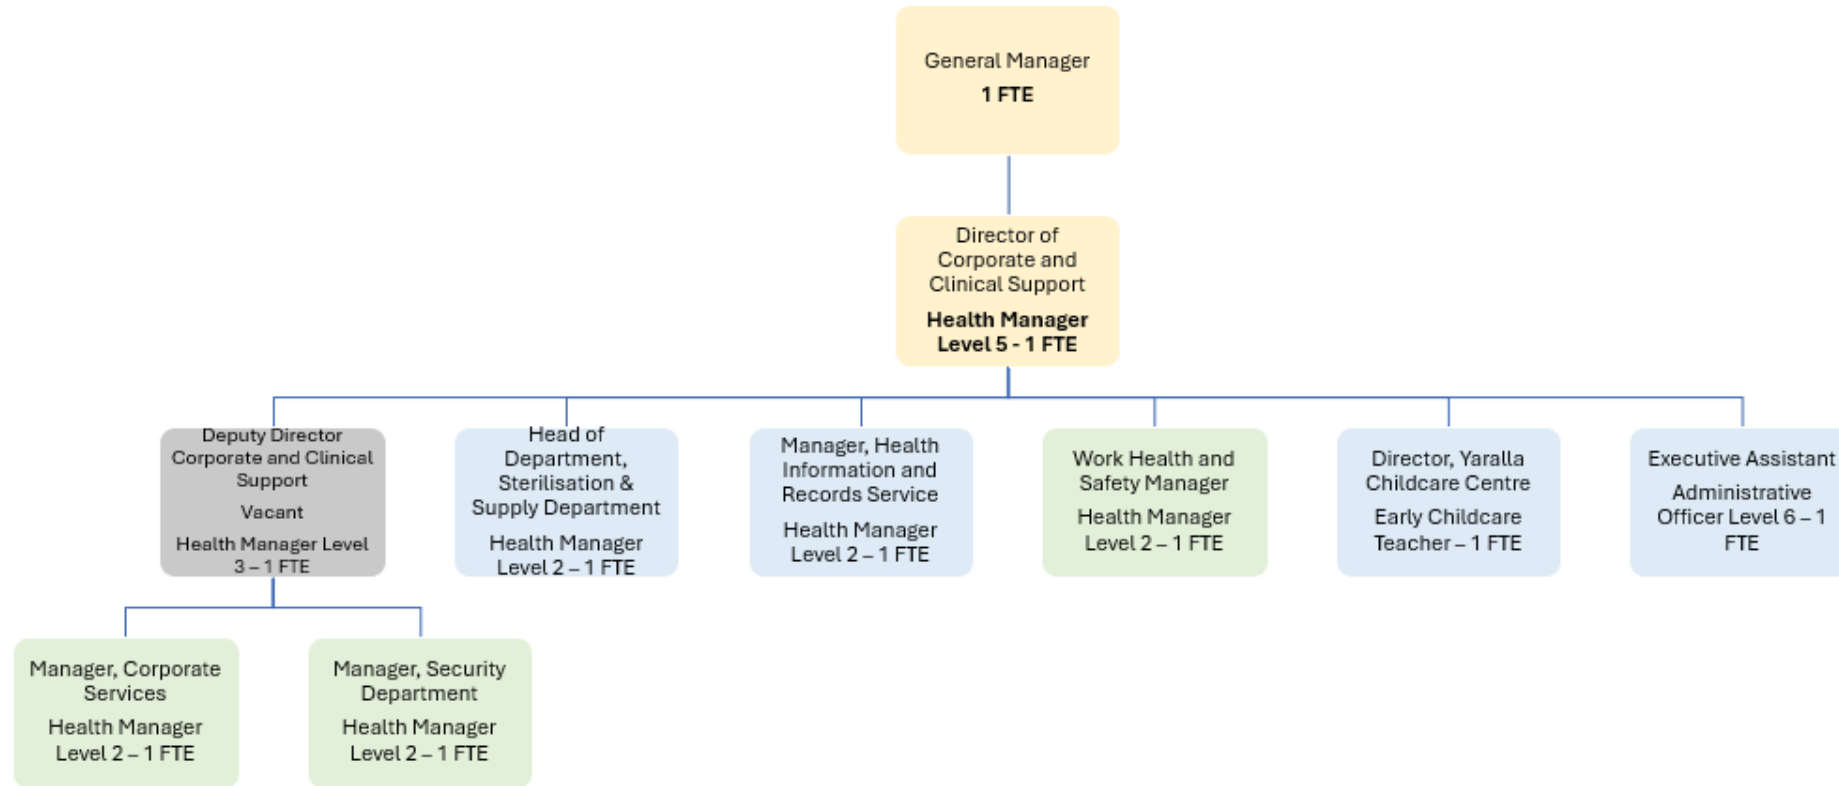 General Manager
1 FTE
Director of
Corporate and
Clinical Support
Health Manager
Level 5 - 1 FTE
Deputy Director
Corporate and Clinical
Support
Vacant
Health Manager Level
3 – 1 FTE
Head of
Department,
Sterilisation &
Supply Department
Health Manager
Level 2 – 1 FTE
Manager, Health
Information and
Records Service
Health Manager
Level 2 – 1 FTE
Work Health and
Safety Manager
Health Manager
Level 2 – 1 FTE
Director, Yaralla
Childcare Centre
Early Childcare
Teacher – 1 FTE
Executive Assistant
Administrative
Officer Level 6 – 1
FTE
Manager, Corporate
Services
Health Manager
Level 2 – 1 FTE
Manager, Security
Department
Health Manager
Level 2 – 1 FTE